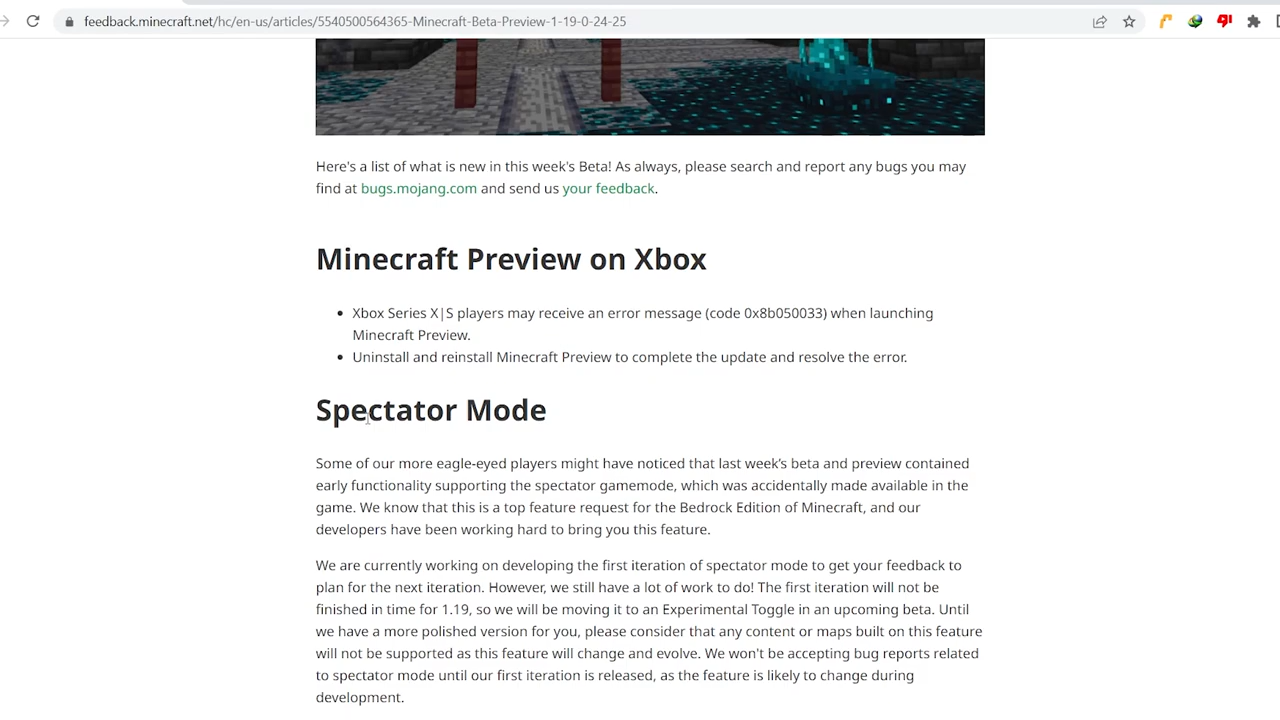 feedback.minecraft.net/hc/en-us/articles/5540500564365-Minecraft-Beta-Preview-1-19-0-24-25
Here's a list of what is new in this week's Beta! As always, please search and report any bugs you may
find at bugs.mojang.com and send us your feedback.
Minecraft Preview on Xbox
• Xbox Series X|S players may receive an error message (code 0x8b050033) when launching
Minecraft Preview.
• Uninstall and reinstall Minecraft Preview to complete the update and resolve the error.
Spectator Mode
Some of our more eagle-eyed players might have noticed that last week's beta and preview contained
early functionality supporting the spectator gamemode, which was accidentally made available in the
game. We know that this is a top feature request for the Bedrock Edition of Minecraft, and our
developers have been working hard to bring you this feature.
We are currently working on developing the first iteration of spectator mode to get your feedback to
plan for the next iteration. However, we still have a lot of work to do! The first iteration will not be
finished in time for 1.19, so we will be moving it to an Experimental Toggle in an upcoming beta. Until
we have a more polished version for you, please consider that any content or maps built on this feature
will not be supported as this feature will change and evolve. We won't be accepting bug reports related
to spectator mode until our first iteration is released, as the feature is likely to change during
development.